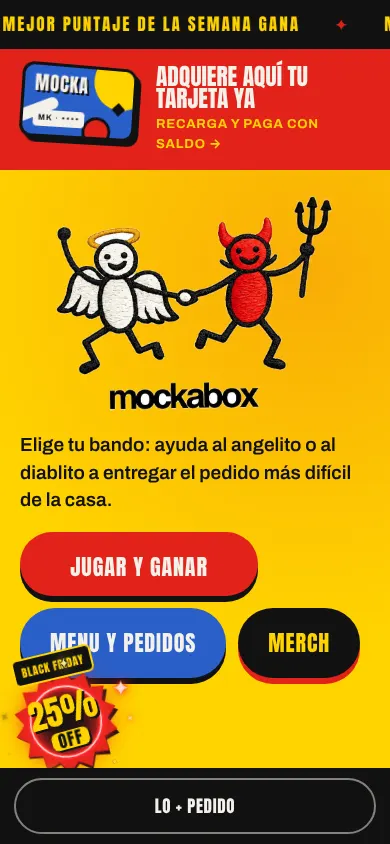 MEJOR PUNTAJE DE LA SEMANA GANA ✦
MOCKA
MK · ••••
ADQUIERE AQUÍ TU
TARJETA YA
RECARGA Y PAGA CON
SALDO →
mockabox
Elige tu bando: ayuda al angelito o al
diablito a entregar el pedido más difícil
de la casa.
JUGAR Y GANAR
MENU Y PEDIDOS
MERCH
BLACK FRIDAY
25%
OFF
LO + PEDIDO